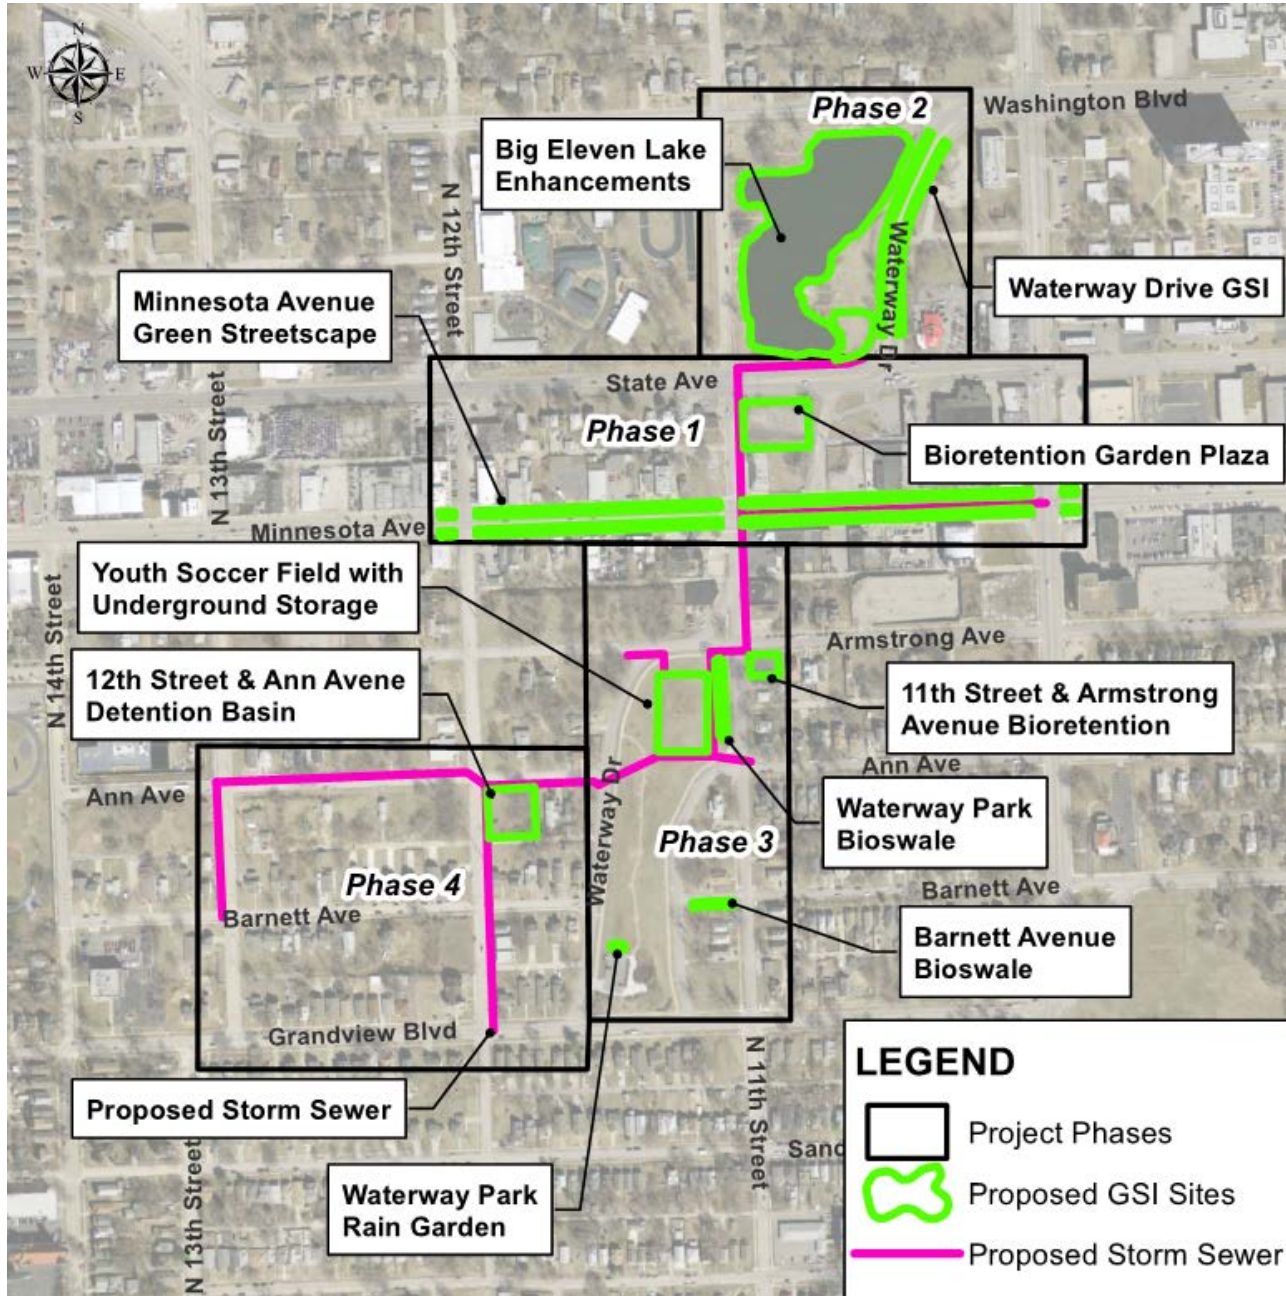 N
W E
S
Phase 2
Washington Blvd
Big Eleven Lake
Enhancements
N 12th Street
Waterway Dr
Waterway Drive GSI
Minnesota Avenue
Green Streetscape
State Ave
N 13th Street
Phase 1
Bioretention Garden Plaza
Minnesota Ave
Youth Soccer Field with
Underground Storage
N 14th Street
Armstrong Ave
12th Street & Ann Avene
Detention Basin
11th Street & Armstrong
Avenue Bioretention
Ann Ave
Ann Ave
Waterway Dr
Waterway Park
Bioswale
Phase 3
Phase 4
Barnett Ave
Barnett Ave
Barnett Avenue
Bioswale
Grandview Blvd
Proposed Storm Sewer
N 11th Street
N 13th Street
Sand
Waterway Park
Rain Garden
LEGEND
Project Phases
Proposed GSI Sites
Proposed Storm Sewer